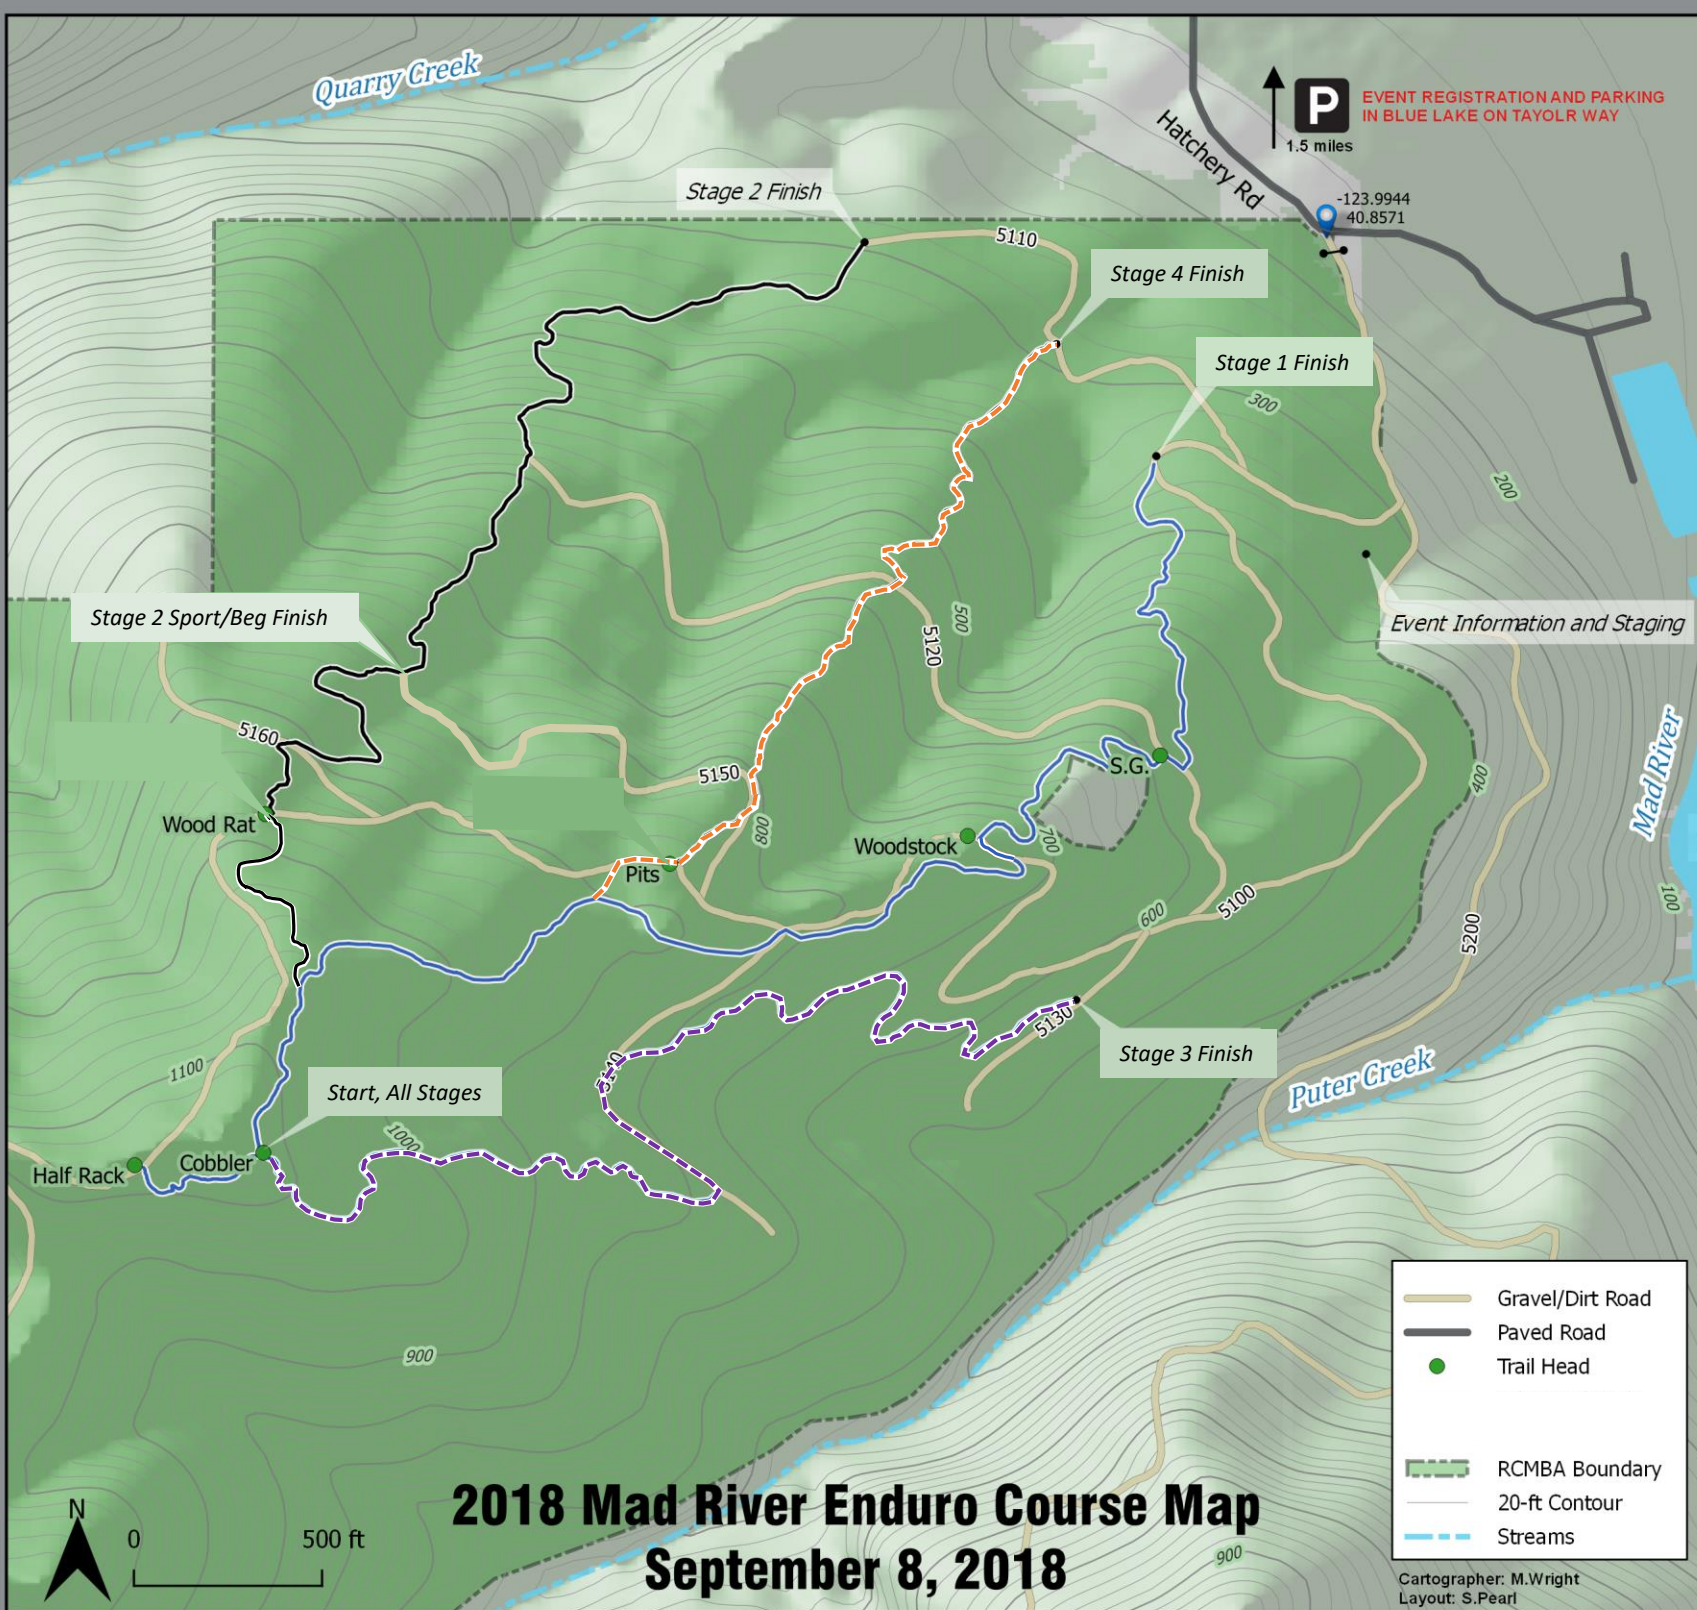 Quarry Creek
Hatchery Rd
P
1.5 miles
EVENT REGISTRATION AND PARKING
IN BLUE LAKE ON TAYOLR WAY
-123.9944
40.8571
Stage 2 Finish
5110
Stage 4 Finish
Stage 1 Finish
300
200
Stage 2 Sport/Beg Finish
500
5120
Event Information and Staging
5160
5150
S.G.
Mad River
400
Wood Rat
800
Woodstock
700
Pits
100
5100
600
5200
5130
Stage 3 Finish
1100
Start, All Stages
Puter Creek
1000
Half Rack
Cobbler
900
Gravel/Dirt Road
Paved Road
Trail Head
RCMBA Boundary
20-ft Contour
Streams
N
0
500 ft
2018 Mad River Enduro Course Map
September 8, 2018
900
Cartographer: M.Wright
Layout: S.Pearl